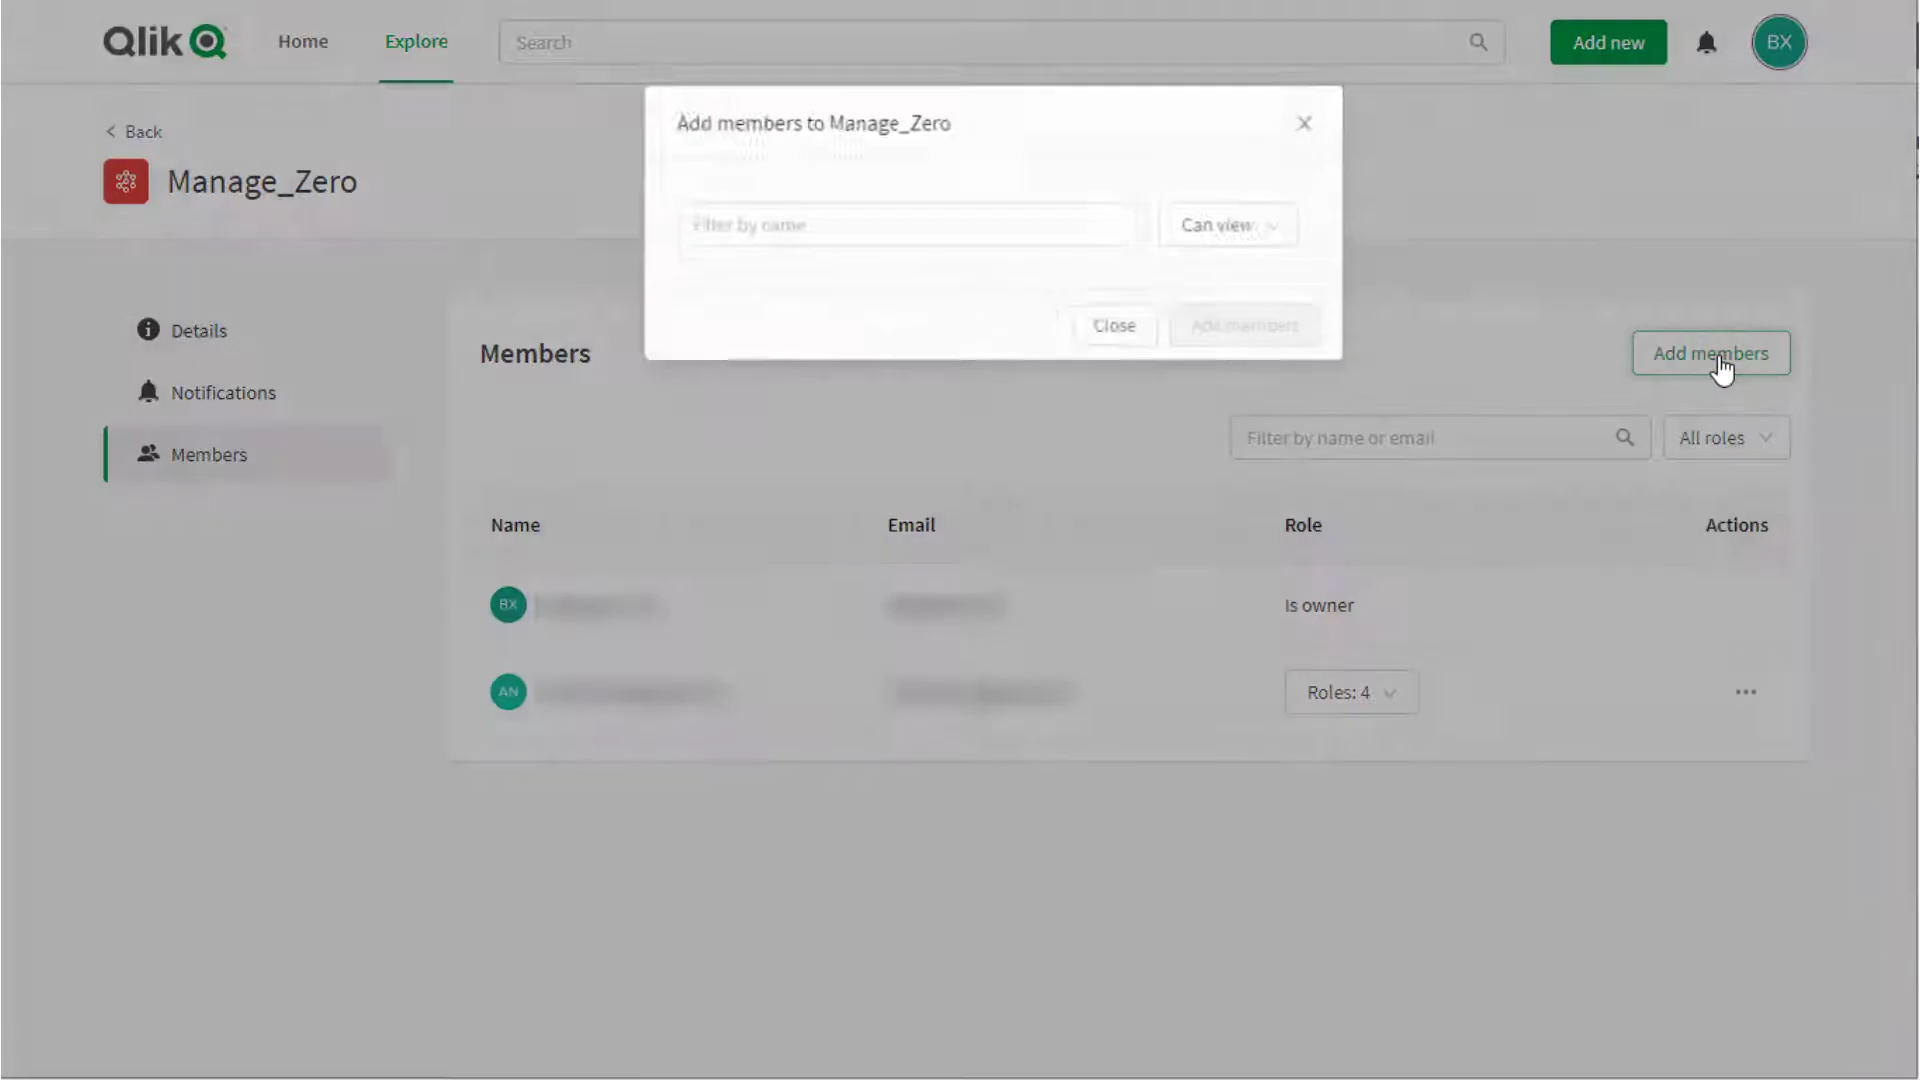 Qlik
Home
Explore
Search
Add new
BX
Add members to Manage_Zero
Back
Manage_Zero
Filter by name
Can view
Details
Close
Add members
Members
Add members
Notifications
Filter by name or email
All roles
Members
Name
Email
Role
Actions
BX
Is owner
AN
Roles: 4